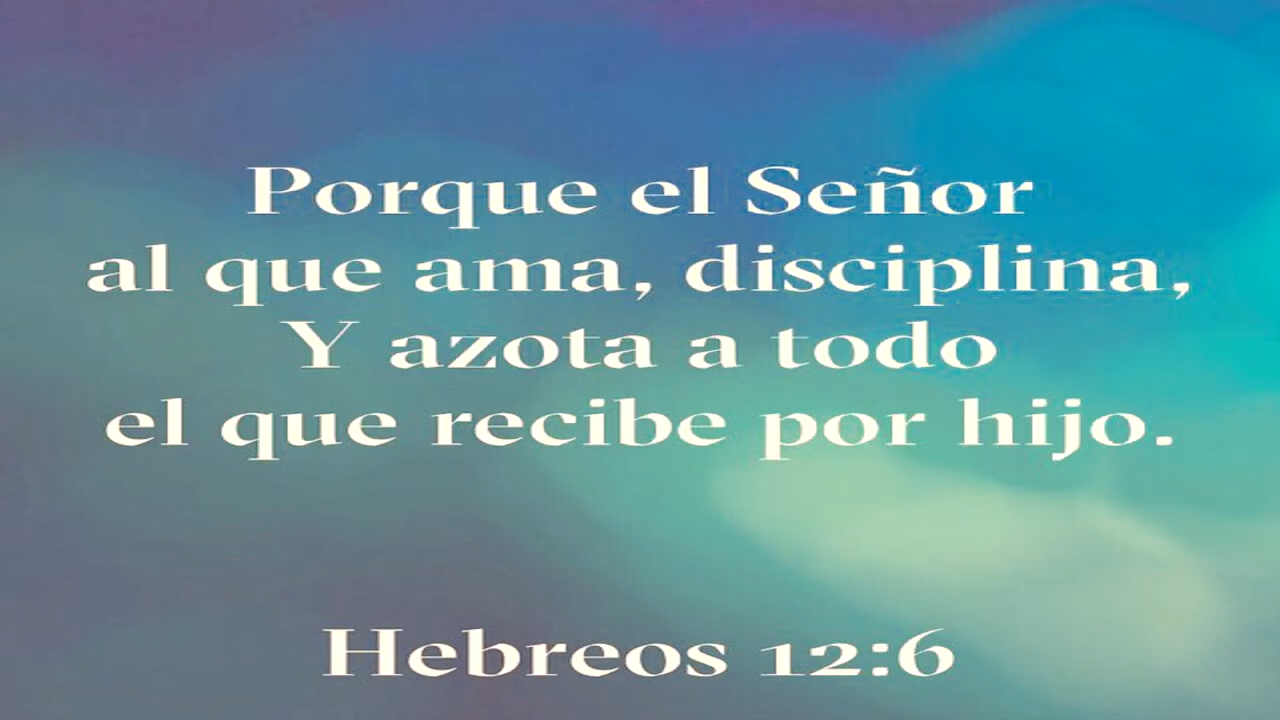 Porque el Señor
al que ama, disciplina,
Y azota a todo
el que recibe por hijo.
Hebreos 12:6